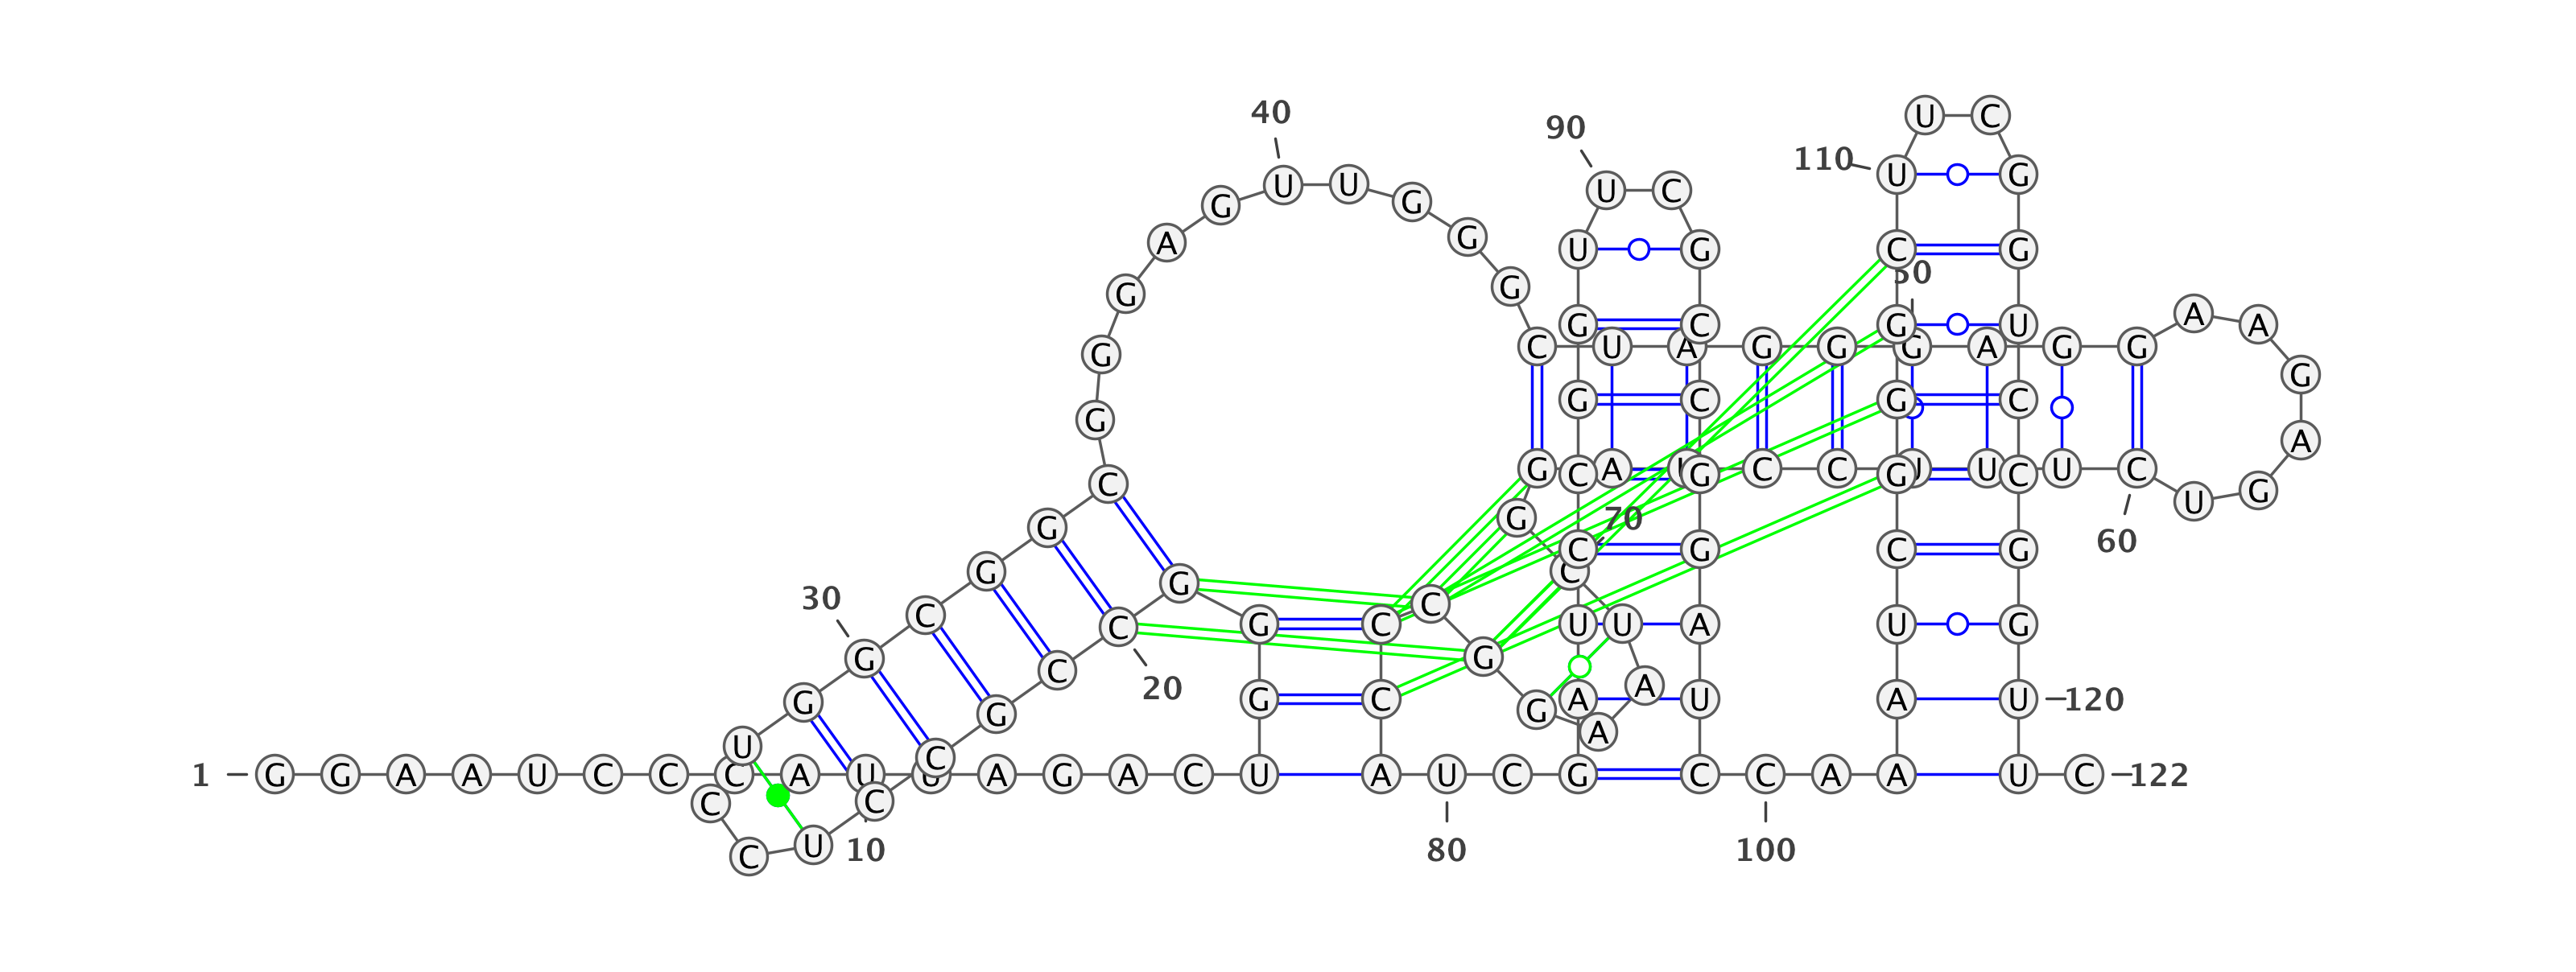 40
U C
90
110
U U U C U G
G G
A G U G C G
50
G G
G C G U A A
G C U A G G G A G G
G
G C G C
G A
C G C A G C C G U C U C G
U
G G 70
60
G C G C G
G C
30 G
C C
G C G C U U A U G
G
20
C G A
G G C G A U A U 120
G A
U
1 G G A A U C C C A U C A G A C U A U C G C C A A U C 122
C C
10 80 100
C U